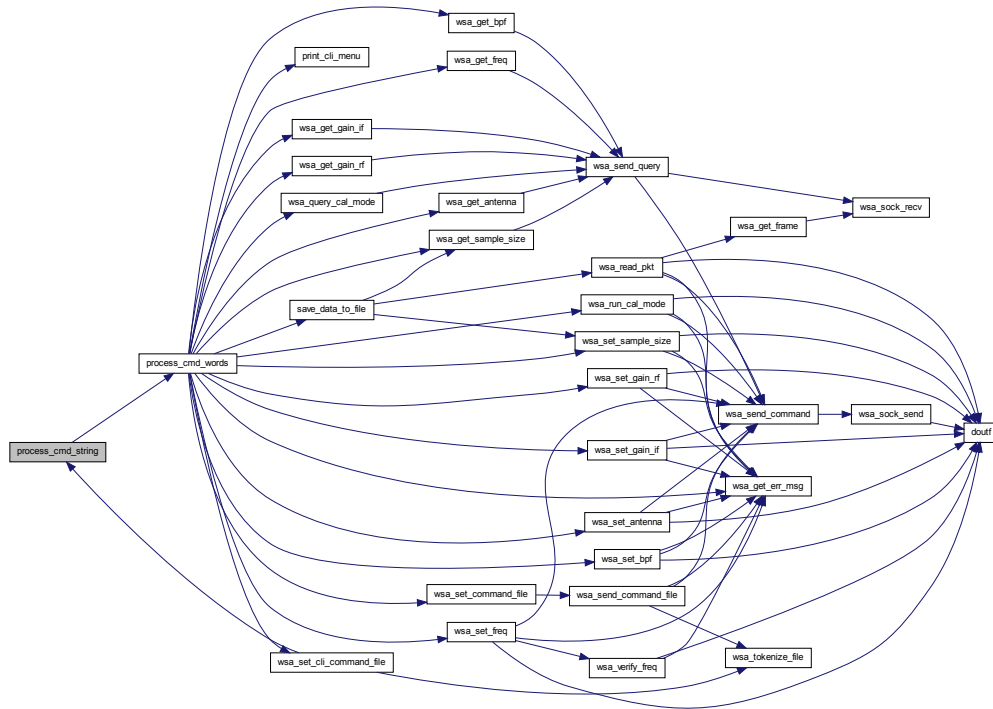 wsa_get_bpf
print_cli_menu
wsa_get_freq
wsa_get_gain_if
wsa_get_gain_rf
wsa_send_query
wsa_query_cal_mode
wsa_get_antenna
wsa_sock_recv
wsa_get_frame
wsa_get_sample_size
wsa_read_pkt
save_data_to_file
wsa_run_cal_mode
wsa_set_sample_size
process_cmd_words
wsa_set_gain_rf
wsa_send_command
wsa_sock_send
doutf
process_cmd_string
wsa_set_gain_if
wsa_get_err_msg
wsa_set_antenna
wsa_set_bpf
wsa_set_command_file
wsa_send_command_file
wsa_set_freq
wsa_tokenize_file
wsa_set_cli_command_file
wsa_verify_freq